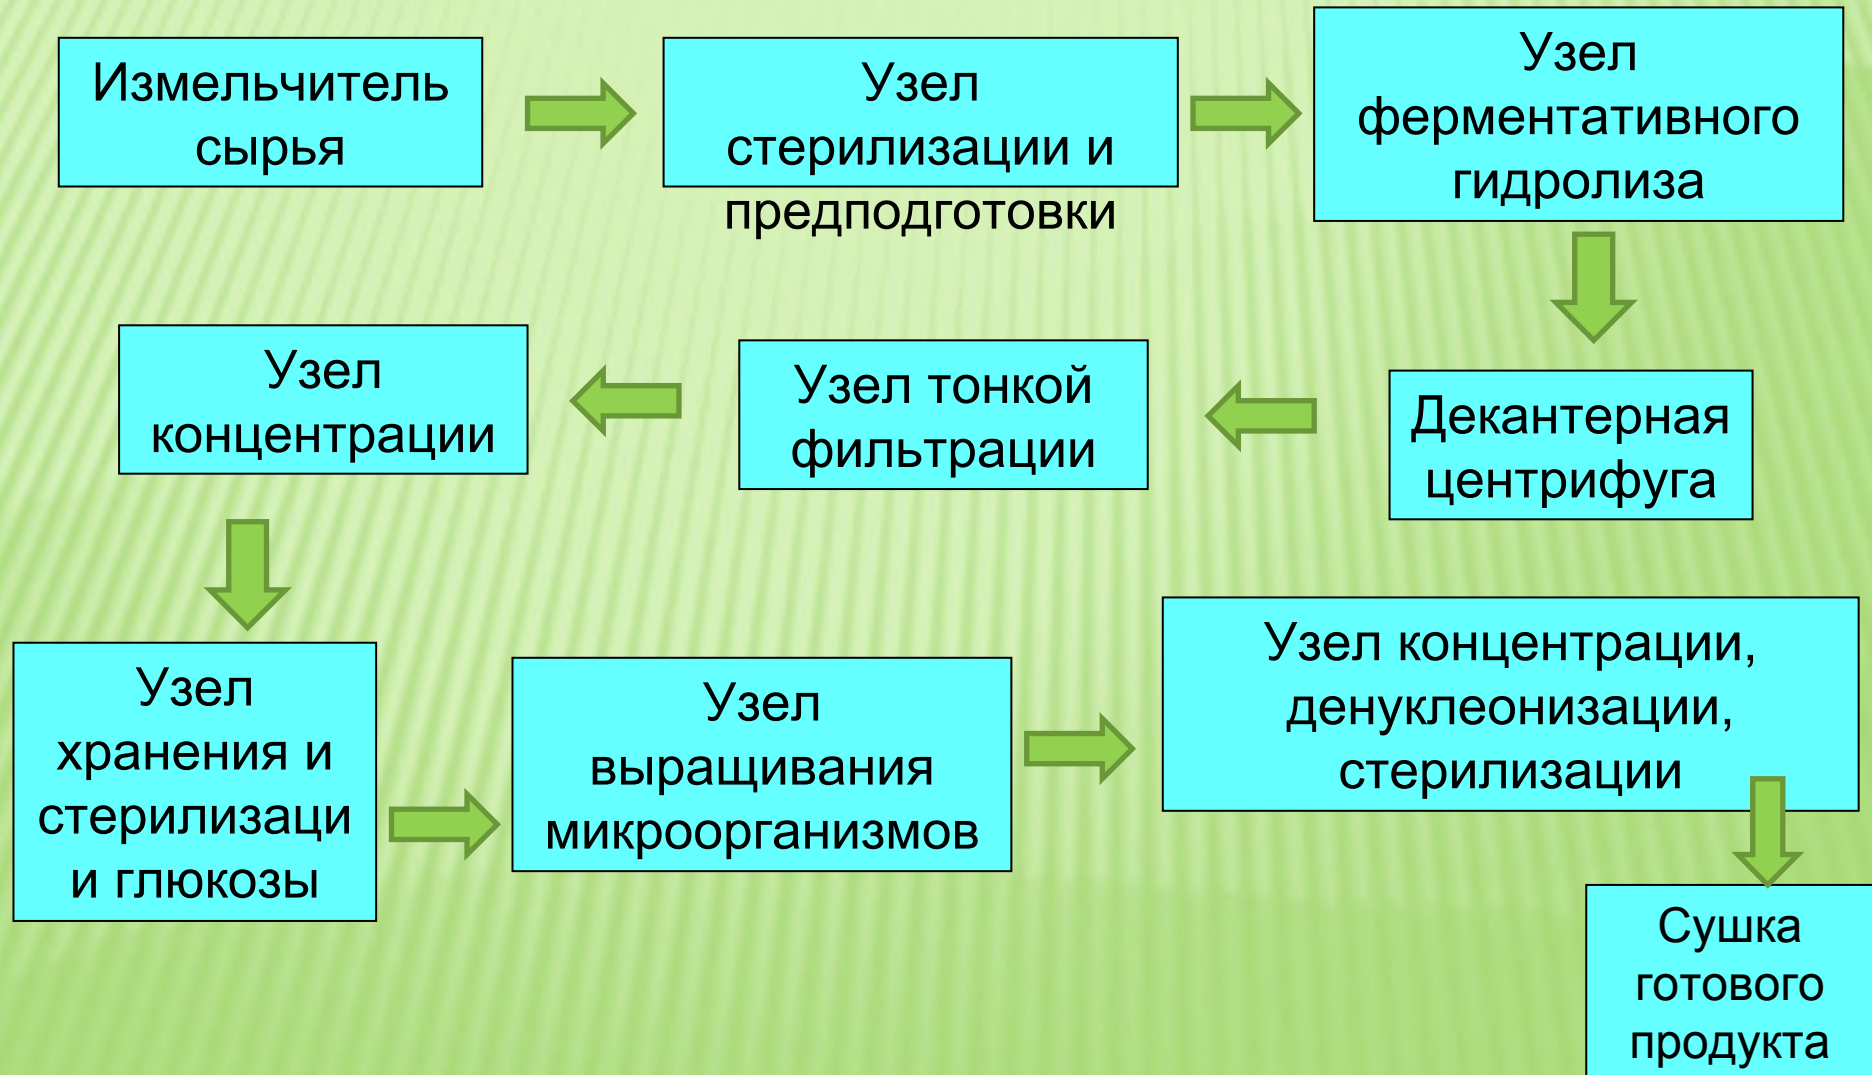 Измельчитель
сырья
Узел
стерилизации и
предподготовки
Узел
ферментативного
гидролиза
Декантерная
центрифуга
Узел тонкой
фильтрации
Узел
концентрации
Узел
хранения и
стерилизаци
и глюкозы
Узел
выращивания
микроорганизмов
Узел концентрации,
денуклеонизации,
стерилизации
Сушка
готового
продукта